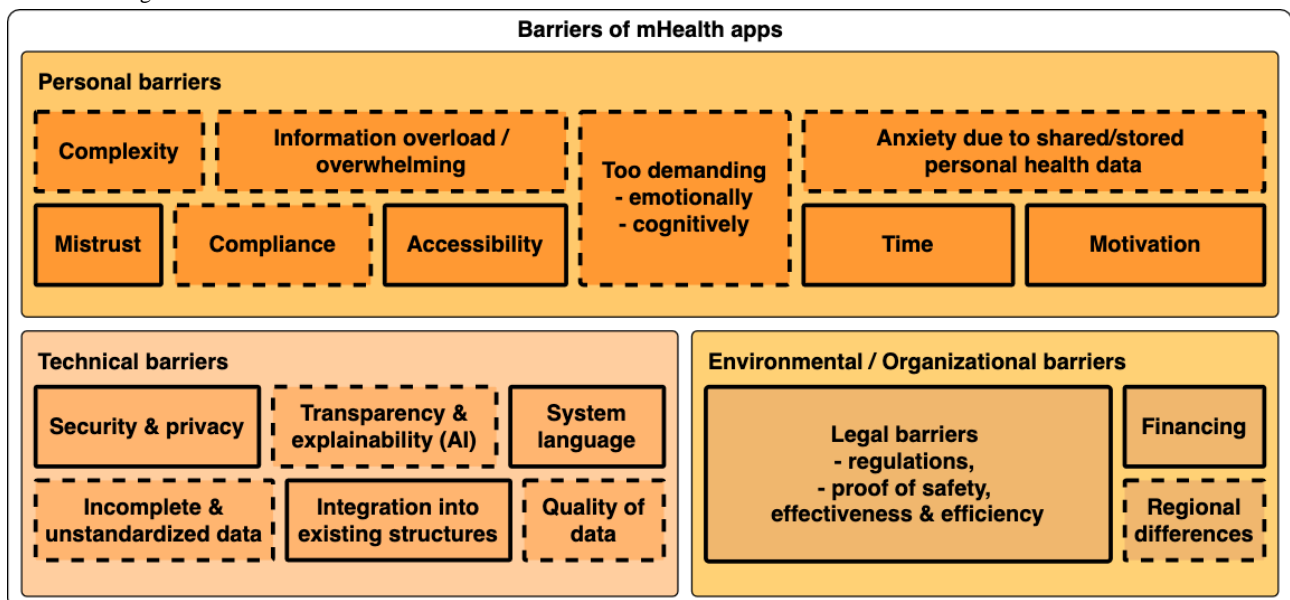 Barriers of mHealth apps
Personal barriers
Complexity
Information overload /
overwhelming
Too demanding
- emotionally
- cognitively
Anxiety due to shared/stored
personal health data
Mistrust
Compliance
Accessibility
Time
Motivation
Technical barriers
Security & privacy
Transparency &
explainability (AI)
System
language
Incomplete &
unstandardized data
Integration into
existing structures
Quality of
data
Environmental / Organizational barriers
Legal barriers
- regulations,
- proof of safety,
effectiveness & efficiency
Financing
Regional
differences